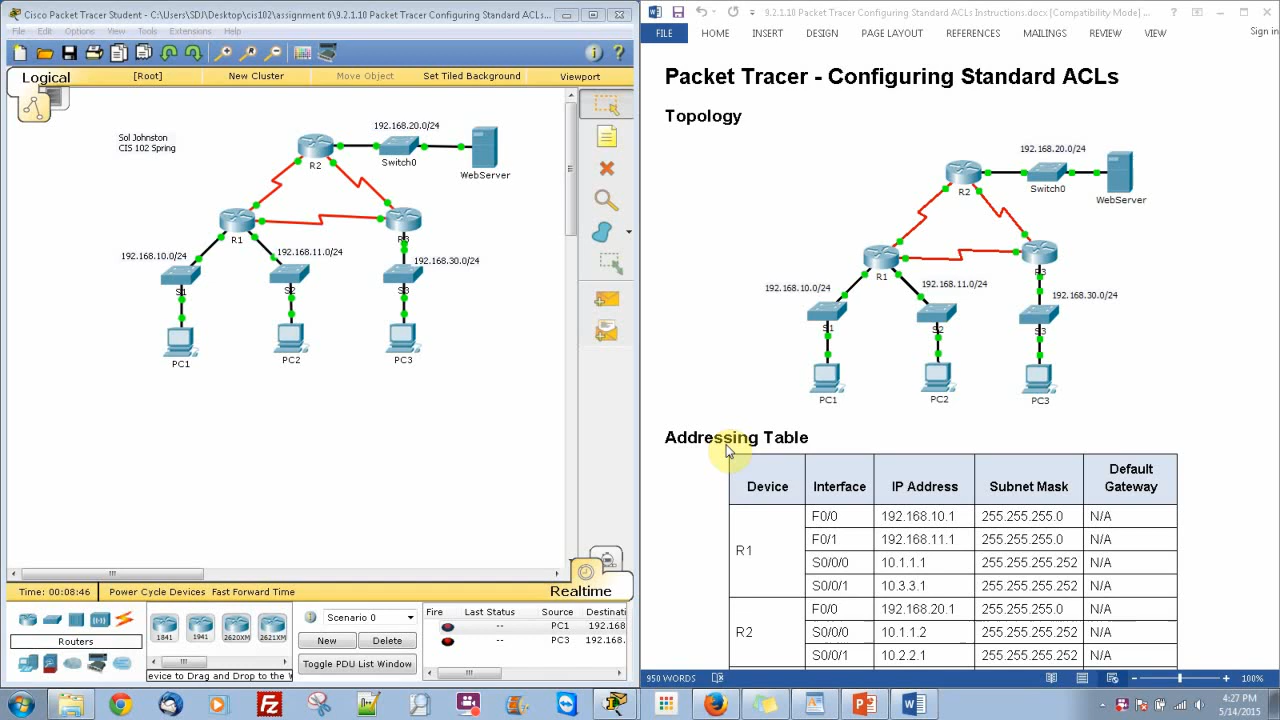 Cisco Packet Tracer Student - C:\Users\SDJ\Desktop\cis102\assignment 6\9.2.1.10 Packet Tracer Configuring Standard ACLs...
File Edit Options View Tools Extensions Help
Logical [Root] New Cluster Move Object Set Tiled Background Viewport
Sol Johnston
CIS 102 Spring
192.168.20.0/24
R2
Switch0
WebServer
R1
R3
192.168.10.0/24
192.168.11.0/24
192.168.30.0/24
S1
S2
S3
PC1
PC2
PC3
Time: 00:08:46 Power Cycle Devices Fast Forward Time
Realtime
Routers
1841 1941 2620XM 2621XM
evice to Drag and Drop to the W
Scenario 0
New Delete
Toggle PDU List Window
Fire Last Status Source Destinati
-- PC1 192.168
-- PC3 192.168.
9.2.1.10 Packet Tracer Configuring Standard ACLs Instructions.docx [Compatibility Mode] ...
FILE HOME INSERT DESIGN PAGE LAYOUT REFERENCES MAILINGS REVIEW VIEW Sign in
Packet Tracer - Configuring Standard ACLs
Topology
192.168.20.0/24
R2
Switch0
WebServer
R1
R3
192.168.10.0/24
192.168.11.0/24
192.168.30.0/24
S1
S2
S3
PC1
PC2
PC3
Addressing Table
Device Interface IP Address Subnet Mask Default Gateway
R1
F0/0 192.168.10.1 255.255.255.0 N/A
F0/1 192.168.11.1 255.255.255.0 N/A
S0/0/0 10.1.1.1 255.255.255.252 N/A
S0/0/1 10.3.3.1 255.255.255.252 N/A
R2
F0/0 192.168.20.1 255.255.255.0 N/A
S0/0/0 10.1.1.2 255.255.255.252 N/A
S0/0/1 10.2.2.1 255.255.255.252 N/A
950 WORDS
100%
4:27 PM
5/14/2015